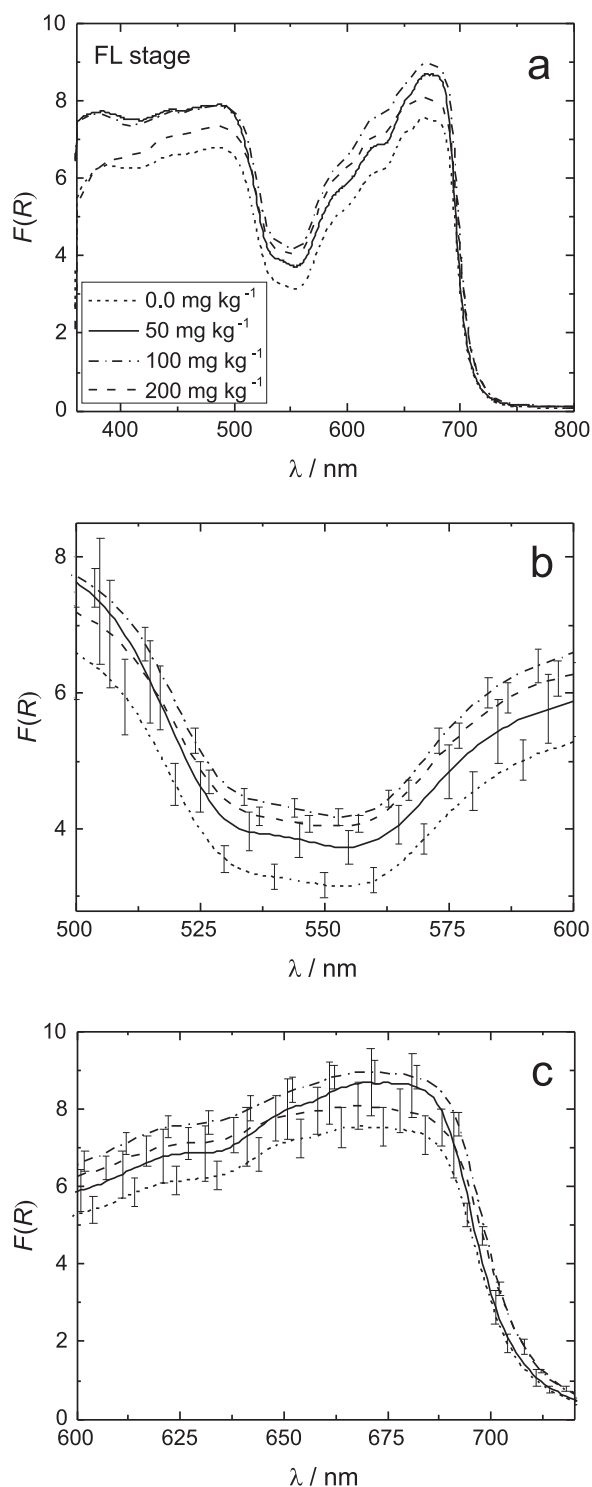 10
FL stage
a
8
6
F(R)
4
0.0 mg kg⁻¹
50 mg kg⁻¹
2
100 mg kg⁻¹
200 mg kg⁻¹
0
400 500 600 700 800
λ / nm
8
b
F(R)
6
4
500 525 550 575 600
λ / nm
10
c
8
6
F(R)
4
2
0
600 625 650 675 700
λ / nm